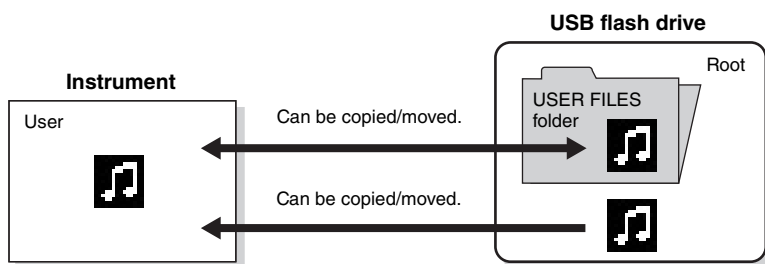 USB flash drive
Instrument
Root
User
USER FILES
folder
Can be copied/moved.
Can be copied/moved.